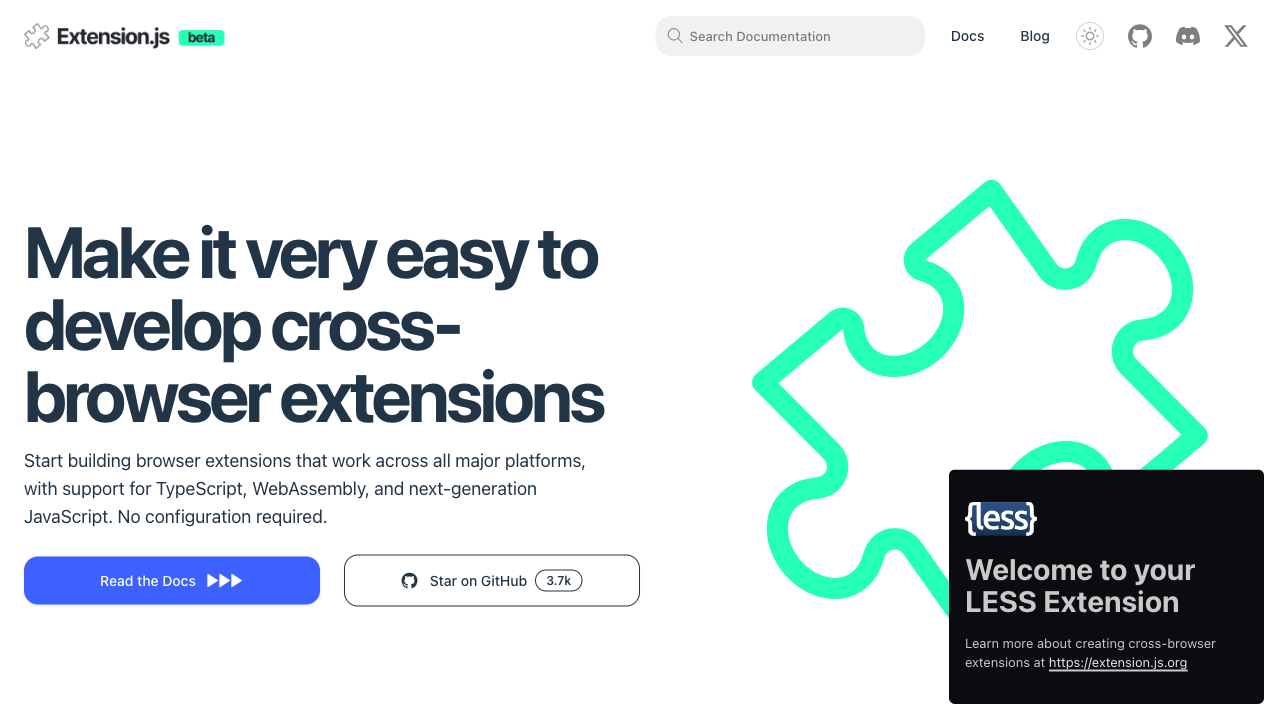 Extension.js beta
Search Documentation
Docs
Blog
Make it very easy to
develop cross-
browser extensions
Start building browser extensions that work across all major platforms,
with support for TypeScript, WebAssembly, and next-generation
JavaScript. No configuration required.
Read the Docs
Star on GitHub 3.7k
{less}
Welcome to your
LESS Extension
Learn more about creating cross-browser
extensions at https://extension.js.org